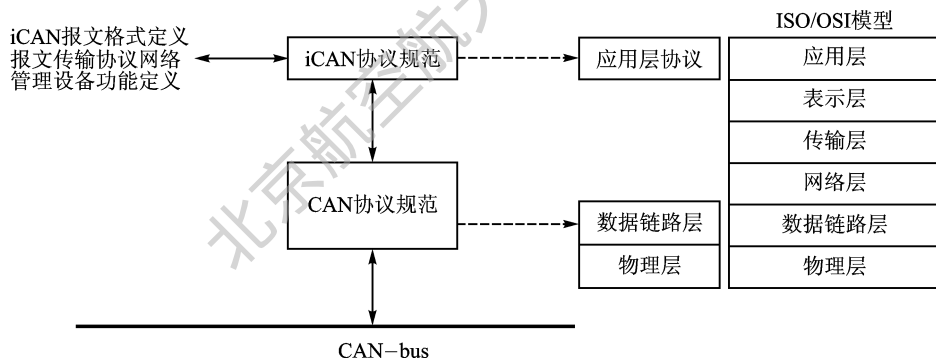 ISO/OSI模型
iCAN报文格式定义
报文传输协议网络
管理设备功能定义
iCAN协议规范
应用层协议
应用层
表示层
传输层
网络层
CAN协议规范
数据链路层
物理层
数据链路层
物理层
CAN-bus
北京航空航天